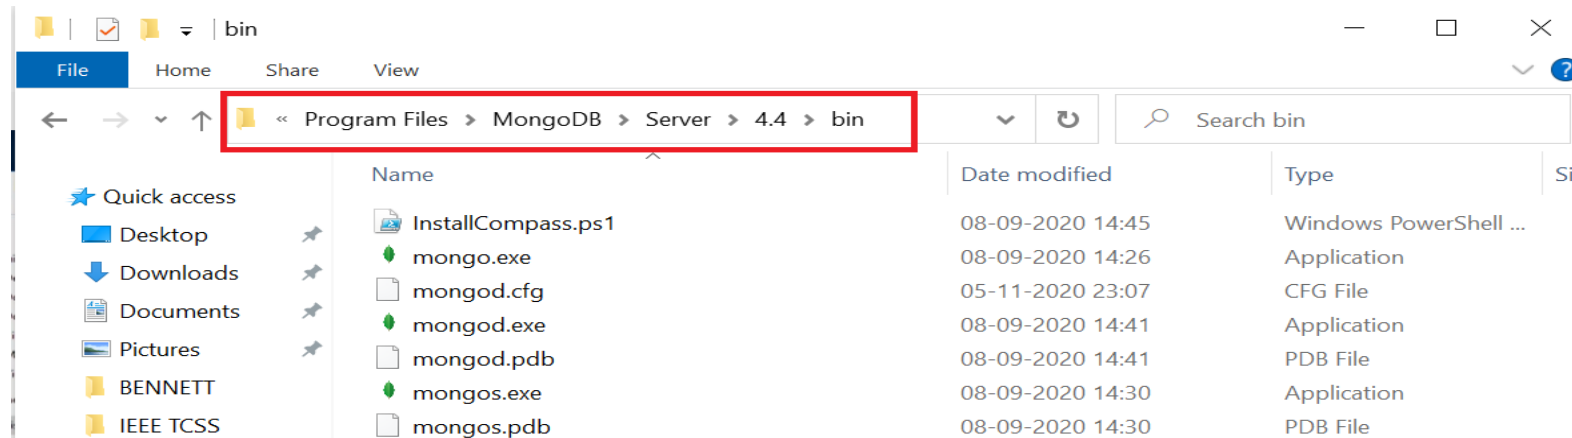 bin
File Home Share View
« Program Files > MongoDB > Server > 4.4 > bin Search bin
Name Date modified Type
Quick access
InstallCompass.ps1 08-09-2020 14:45 Windows PowerShell ...
Desktop
mongo.exe 08-09-2020 14:26 Application
Downloads
mongod.cfg 05-11-2020 23:07 CFG File
Documents
mongod.exe 08-09-2020 14:41 Application
Pictures
mongod.pdb 08-09-2020 14:41 PDB File
BENNETT
mongos.exe 08-09-2020 14:30 Application
IEEE TCSS
mongos.pdb 08-09-2020 14:30 PDB File